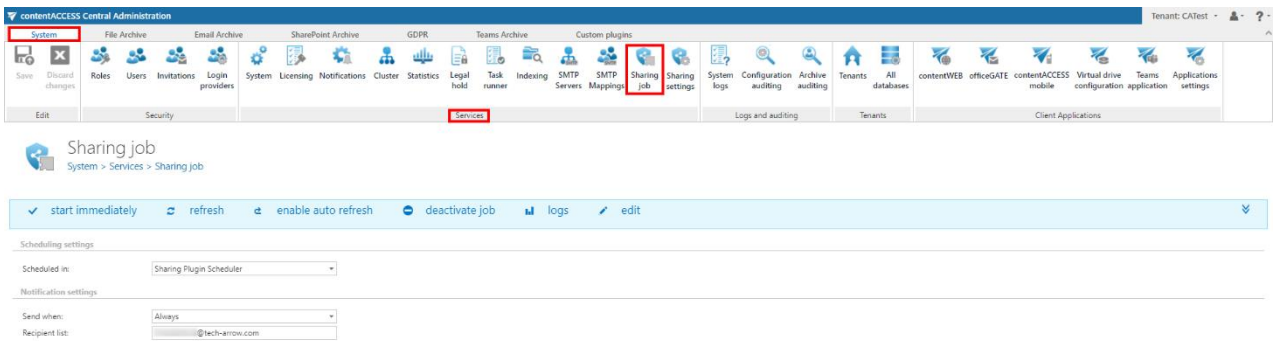 contentACCESS Central Administration Tenant: CATest
System File Archive Email Archive SharePoint Archive GDPR Teams Archive Custom plugins
Save Discard changes Roles Users Invitations Login providers System Licensing Notifications Cluster Statistics Legal hold Task runner Indexing SMTP Servers SMTP Mappings Sharing job Sharing settings System logs Configuration auditing Archive auditing Tenants All databases contentWEB officeGATE contentACCESS mobile Virtual drive configuration Teams application Applications settings
Edit Security Services Logs and auditing Tenants Client Applications
Sharing job
System > Services > Sharing job
start immediately refresh enable auto refresh deactivate job logs edit
Scheduling settings
Scheduled in: Sharing Plugin Scheduler
Notification settings
Send when: Always
Recipient list: @tech-arrow.com